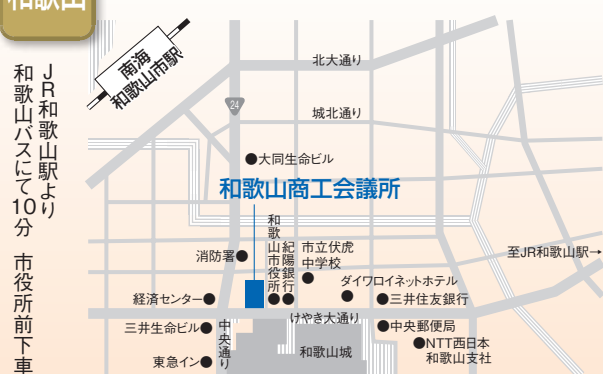 和歌山
JR和歌山駅より
和歌山バスにて10分 市役所前下車
南海
和歌山市駅
北大通り
24
城北通り
●大同生命ビル
和歌山商工会議所
消防署●
和歌山市役所
紀陽銀行
市立伏虎
中学校
至JR和歌山駅→
ダイワロイネットホテル
経済センター●
●三井住友銀行
けやき大通り
三井生命ビル●
中央通り
●中央郵便局
和歌山城
●NTT西日本
和歌山支社
東急イン●